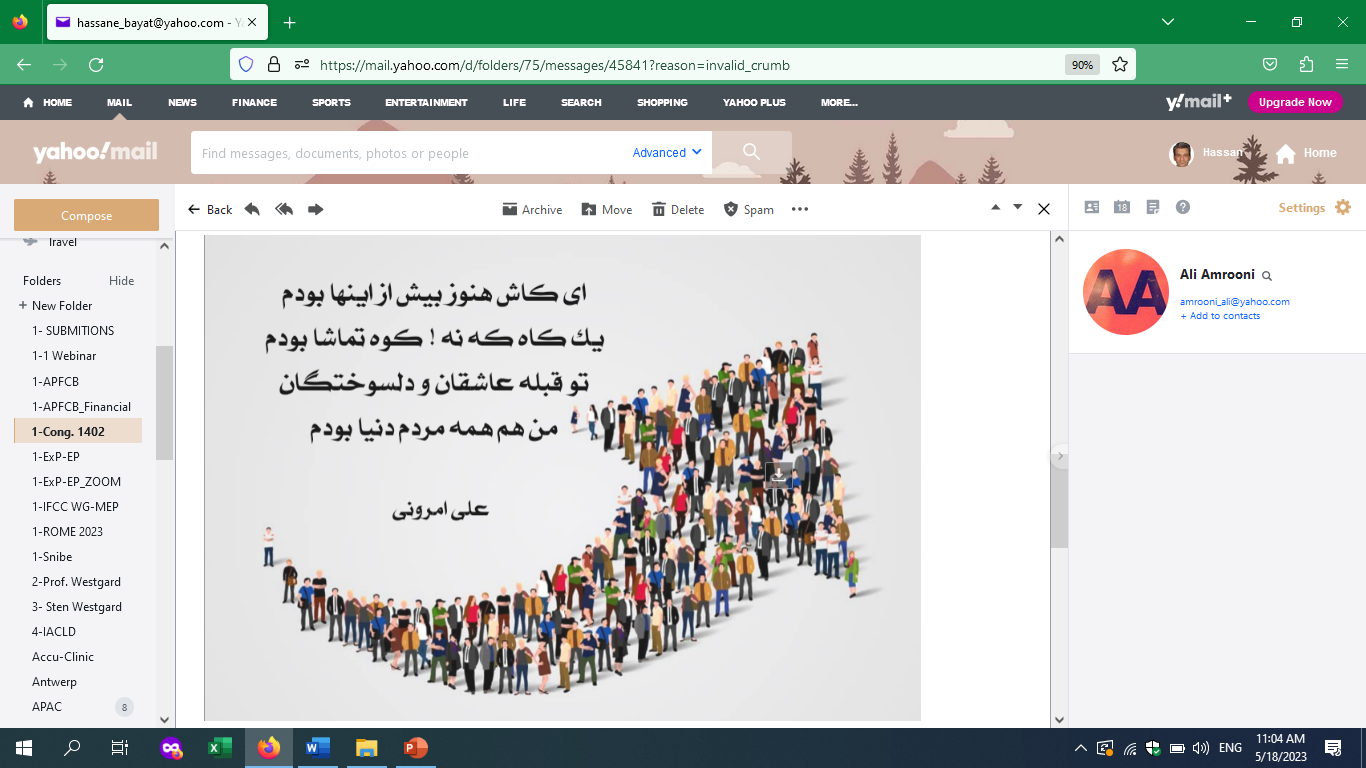 hassane_bayat@yahoo.com - Y
https://mail.yahoo.com/d/folders/75/messages/45841?reason=invalid_crumb
90%
HOME MAIL NEWS FINANCE SPORTS ENTERTAINMENT LIFE SEARCH SHOPPING YAHOO PLUS MORE...
y!mail+ Upgrade Now
yahoo!mail
Find messages, documents, photos or people
Advanced
Hassan
Home
Compose
Back
Archive Move Delete Spam
18
Settings
Travel
Folders Hide
+ New Folder
1- SUBMITIONS
1-1 Webinar
1-APFCB
1-APFCB_Financial
1-Cong. 1402
1-ExP-EP
1-ExP-EP_ZOOM
1-IFCC WG-MEP
1-ROME 2023
1-Snibe
2-Prof. Westgard
3- Sten Westgard
4-IACLD
Accu-Clinic
Antwerp
APAC 8
ای کاش هنوز بیش از اینها بودم
یک کاه که نه ! کوه تماشا بودم
تو قبله عاشقان و دلسوختگان
من هم همه مردم دنیا بودم
علی امرونی
AA
Ali Amrooni
amrooni_ali@yahoo.com
+ Add to contacts
ENG
11:04 AM
5/18/2023